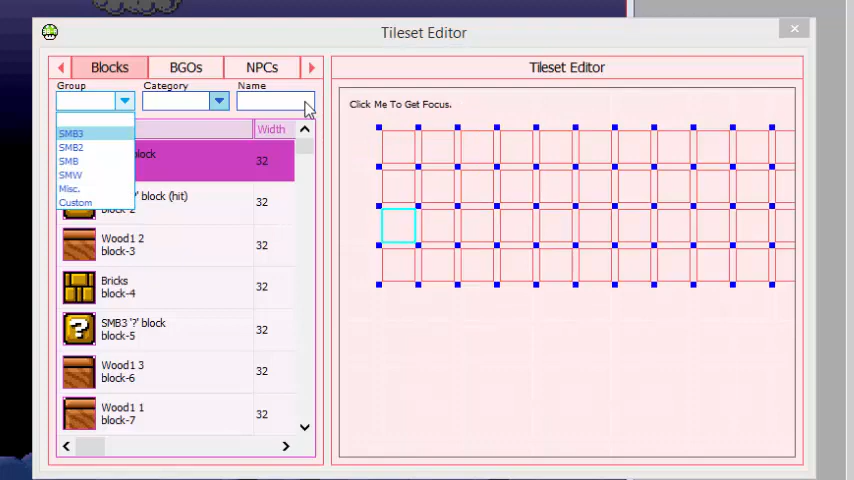 Tileset Editor
Blocks
BGOs
NPCs
Tileset Editor
Group
Category
Name
Click Me To Get Focus.
SMB3
SMB2
SMB
SMW
Misc.
Custom
Width
block
32
block (hit)
block-2
32
Wood1 2
block-3
32
Bricks
block-4
32
SMB3 '?' block
block-5
32
Wood1 3
block-6
32
Wood1 1
block-7
32